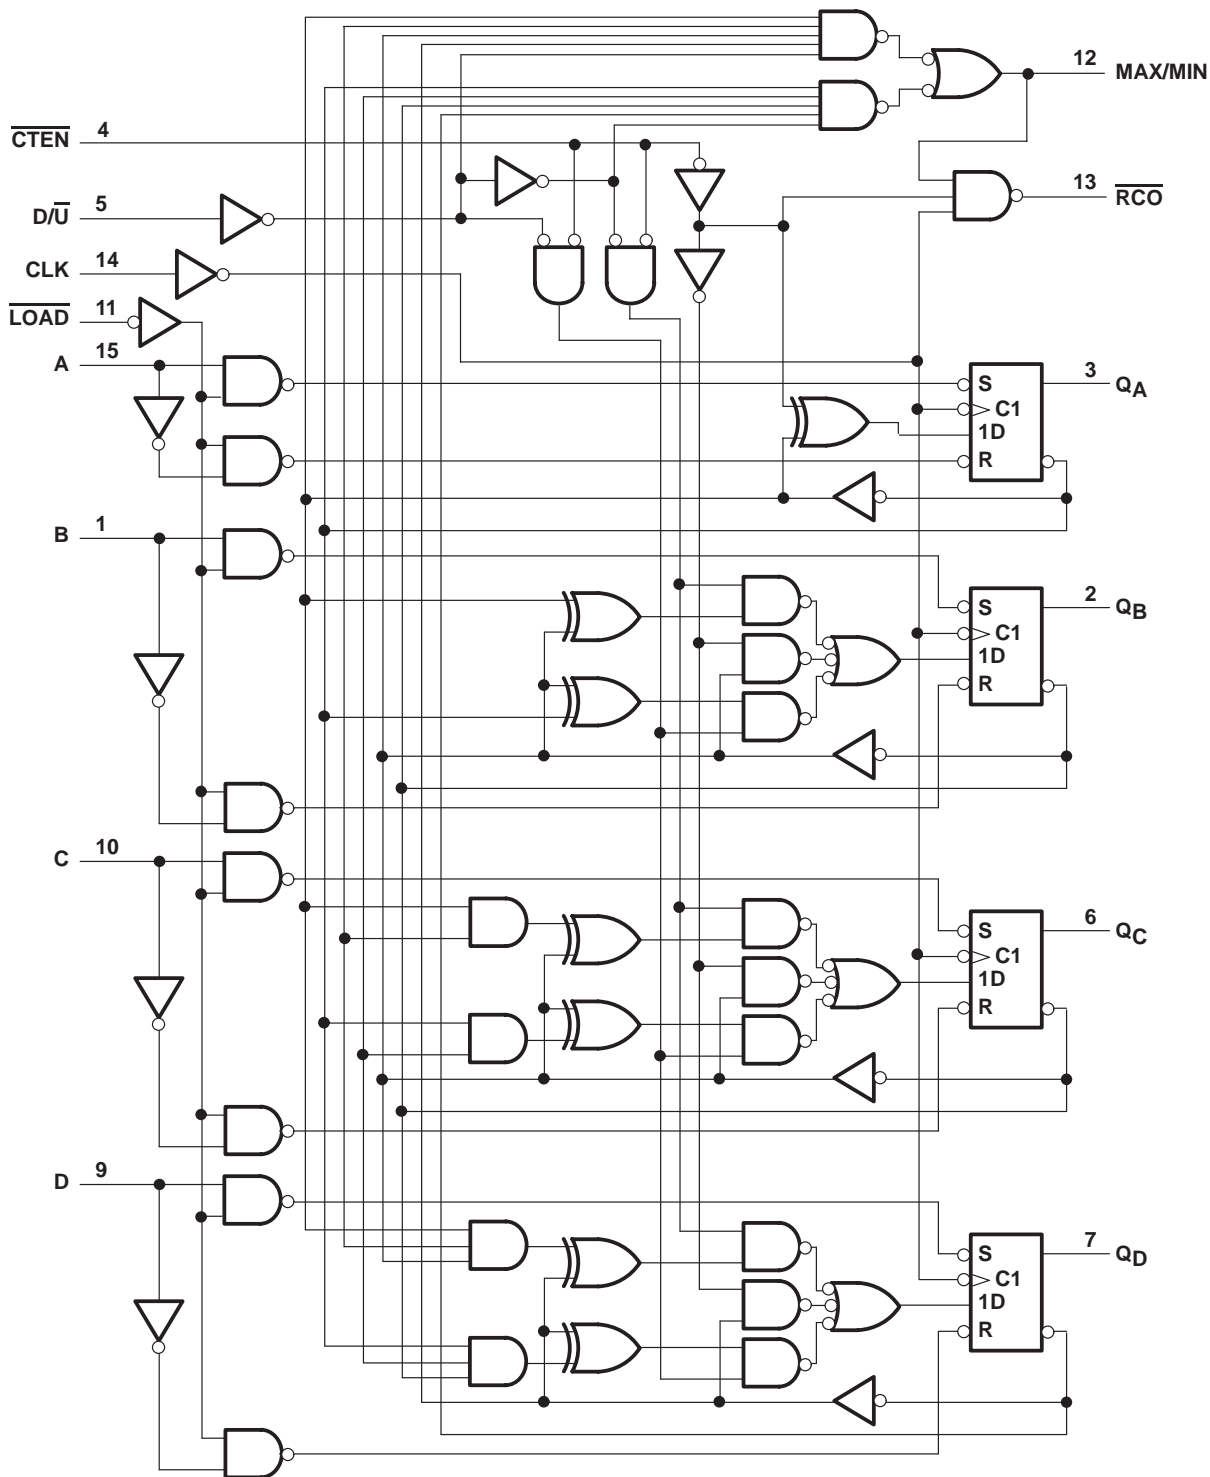 12 MAX/MIN
CTEN 4
13 RCO
D/U 5
CLK 14
LOAD 11
A 15
S
C1
1D
R
3 QA
B 1
S
C1
1D
R
2 QB
C 10
S
C1
1D
R
6 QC
D 9
S
C1
1D
R
7 QD